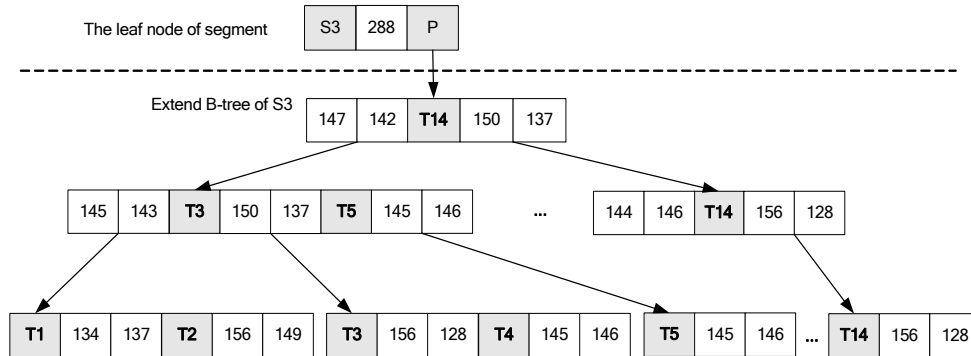 The leaf node of segment S3 288 P
Extend B-tree of S3
147 142 T14 150 137
145 143 T3 150 137 T5 145 146 ... 144 146 T14 156 128
T1 134 137 T2 156 149 T3 156 128 T4 145 146 T5 145 146 ... T14 156 128